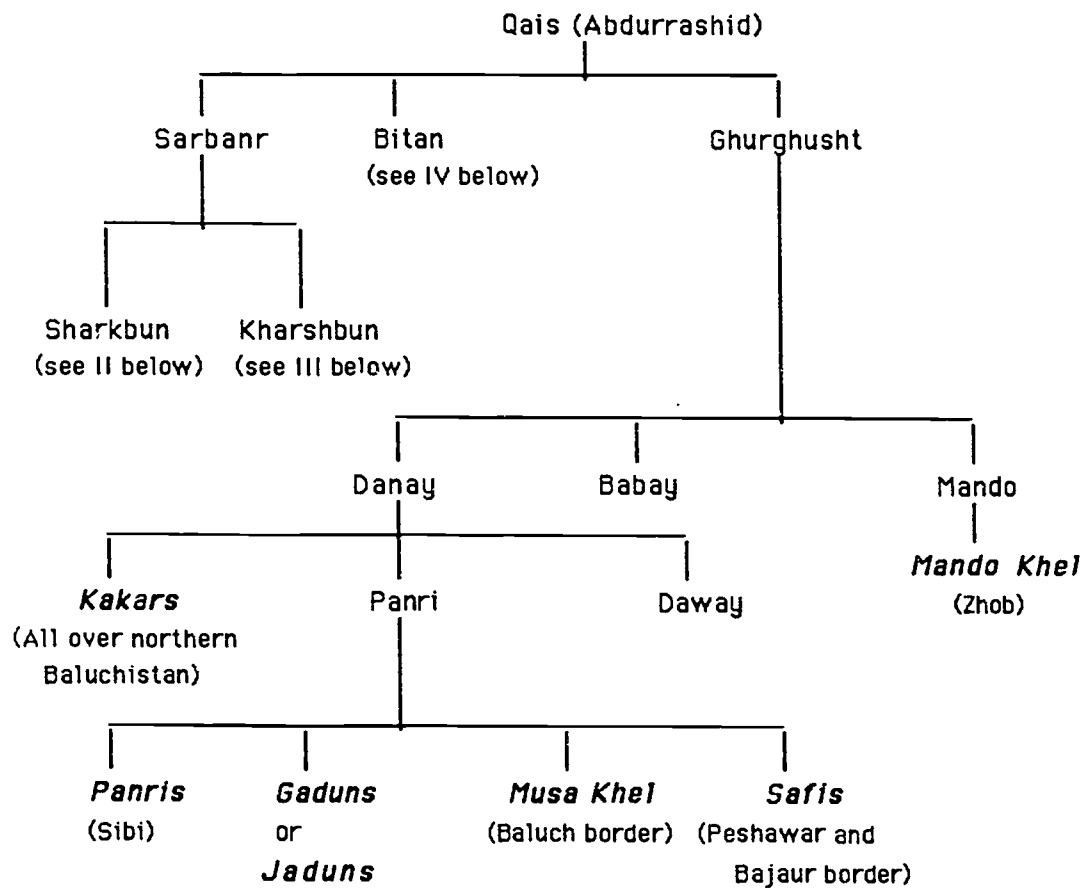 Qais (Abdurrashid)
Sarbanr
Bitan
(see IV below)
Ghurghusht
Sharkbun
(see II below)
Kharshbun
(see III below)
Danay
Babay
Mando
Kakars
(All over northern
Baluchistan)
Panri
Daway
Mando Khel
(Zhob)
Panris
(Sibi)
Gaduns
or
Jaduns
Musa Khel
(Baluch border)
Safis
(Peshawar and
Bajaur border)